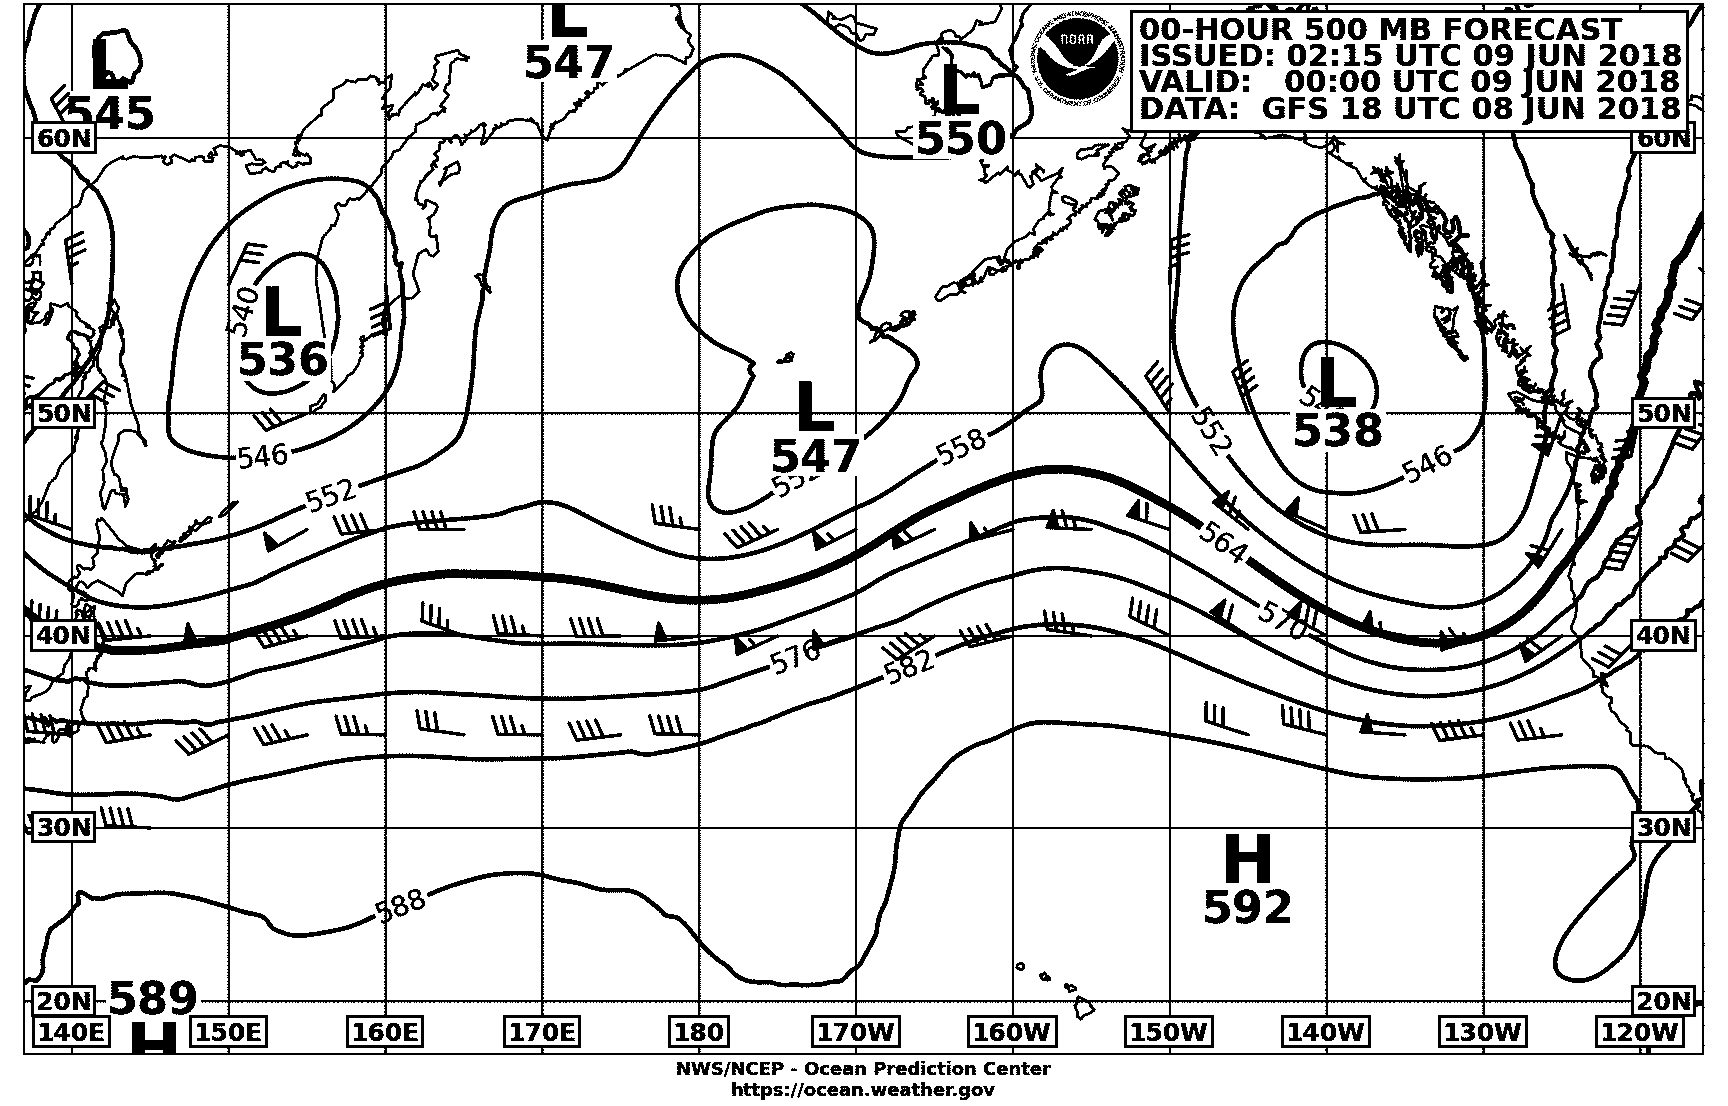 00-HOUR 500 MB FORECAST
ISSUED: 02:15 UTC 09 JUN 2018
VALID: 00:00 UTC 09 JUN 2018
DATA: GFS 18 UTC 08 JUN 2018
NOAA
L
547
L
545
L
550
60N
60N
540
L
536
L
547
L
538
50N
50N
546
552
558
552
546
552
564
570
576
582
40N
40N
30N
30N
H
592
588
589
H
20N
20N
140E 150E 160E 170E 180 170W 160W 150W 140W 130W 120W
NWS/NCEP - Ocean Prediction Center
https://ocean.weather.gov